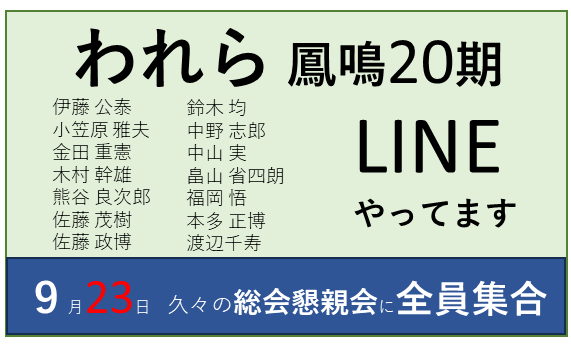 われら 鳳鳴20期
伊藤 公泰
小笠原 雅夫
金田 重憲
木村 幹雄
熊谷 良次郎
佐藤 茂樹
佐藤 政博
鈴木 均
中野 志郎
中山 実
畠山 省四朗
福岡 悟
本多 正博
渡辺千寿
LINE
やってます
9月23日 久々の総会懇親会に全員集合